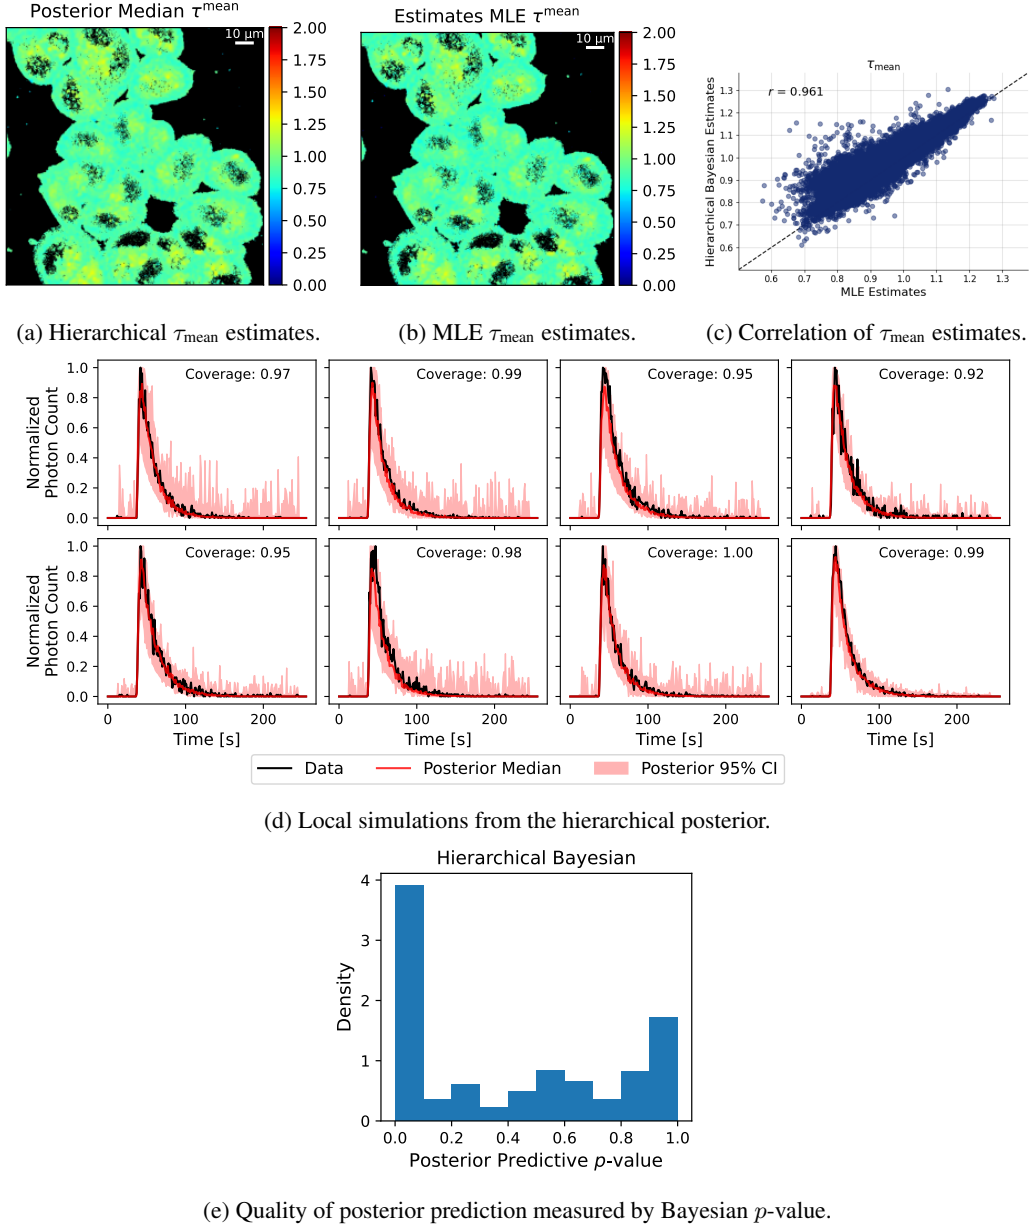 Posterior Median τ^mean
10 μm
2.00
1.75
1.50
1.25
1.00
0.75
0.50
0.25
0.00
Estimates MLE τ^mean
10 μm
2.00
1.75
1.50
1.25
1.00
0.75
0.50
0.25
0.00
τ_mean
r = 0.961
Hierarchical Bayesian Estimates
1.3
1.2
1.1
1.0
0.9
0.8
0.7
0.6
0.6 0.7 0.8 0.9 1.0 1.1 1.2 1.3
MLE Estimates
(a) Hierarchical τ_mean estimates.
(b) MLE τ_mean estimates.
(c) Correlation of τ_mean estimates.
Normalized
Photon Count
1.0
0.8
0.6
0.4
0.2
0.0
Coverage: 0.97
Coverage: 0.99
Coverage: 0.95
Coverage: 0.92
Normalized
Photon Count
1.0
0.8
0.6
0.4
0.2
0.0
Coverage: 0.95
Coverage: 0.98
Coverage: 1.00
Coverage: 0.99
0 100 200
0 100 200
0 100 200
0 100 200
Time [s]
Time [s]
Time [s]
Time [s]
Data
Posterior Median
Posterior 95% CI
(d) Local simulations from the hierarchical posterior.
Hierarchical Bayesian
Density
4
3
2
1
0
0.0 0.2 0.4 0.6 0.8 1.0
Posterior Predictive p-value
(e) Quality of posterior prediction measured by Bayesian p-value.